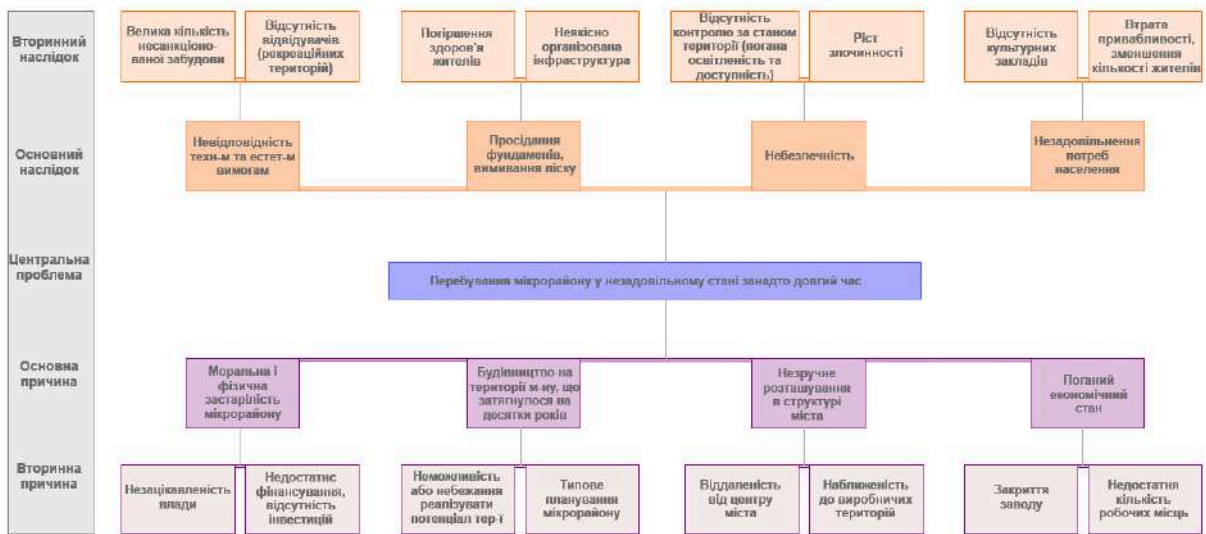 Вторинний
наслідок
Велика кількість
несанкціоно-
ваної забудови
Відсутність
відвідувачів
(рекреаційних
територій)
Погіршення
здоров'я
жителів
Неякісно
організована
інфраструктура
Відсутність
контролю за станом
території (погана
освітленість та
доступність)
Ріст
злочинності
Відсутність
культурних
закладів
Втрата
привабливості,
зменшення
кількості жителів
Основний
наслідок
Невідповідність
техн-м та естет-м
вимогам
Просідання
фундаменів,
вимивання піску
Небезпечність
Незадовільнення
потреб
населення
Центральна
проблема
Перебування мікрорайону у незадовільному стані занадто довгий час
Основна
причина
Моральна і
фізична
застарілість
мікрорайону
Будівництво на
території м-ну, що
затягнулося на
десятки років
Незручне
розташування
в структурі
міста
Поганий
економічний
стан
Вторинна
причина
Незацікавленість
влади
Недостатнє
фінансування,
відсутність
інвестицій
Неможливість
або небежання
реалізувати
потенціал тер-ї
Типове
планування
мікрорайону
Віддаленість
від центру
міста
Наближеність
до виробничих
територій
Закриття
заводу
Недостатня
кількість
робочих місць